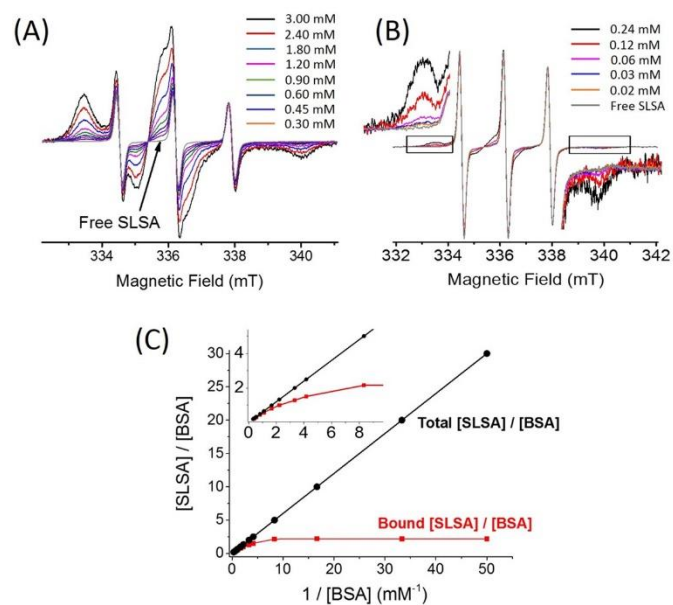 (A)
3.00 mM
2.40 mM
1.80 mM
1.20 mM
0.90 mM
0.60 mM
0.45 mM
0.30 mM
Free SLSA
334 336 338 340
Magnetic Field (mT)
(B)
0.24 mM
0.12 mM
0.06 mM
0.03 mM
0.02 mM
Free SLSA
332 334 336 338 340 342
Magnetic Field (mT)
(C)
[SLSA] / [BSA]
30
25
20
15
10
5
0
4
2
0 2 4 6 8
Total [SLSA] / [BSA]
Bound [SLSA] / [BSA]
0 10 20 30 40 50
1 / [BSA] (mM⁻¹)